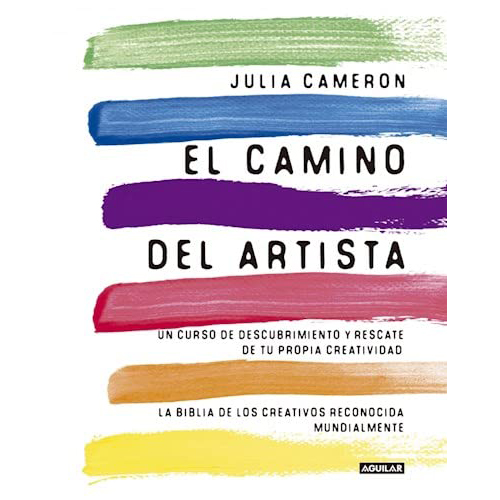 JULIA CAMERON
EL CAMINO
DEL ARTISTA
UN CURSO DE DESCUBRIMIENTO Y RESCATE
DE TU PROPIA CREATIVIDAD
LA BIBLIA DE LOS CREATIVOS RECONOCIDA
MUNDIALMENTE
AGUILAR